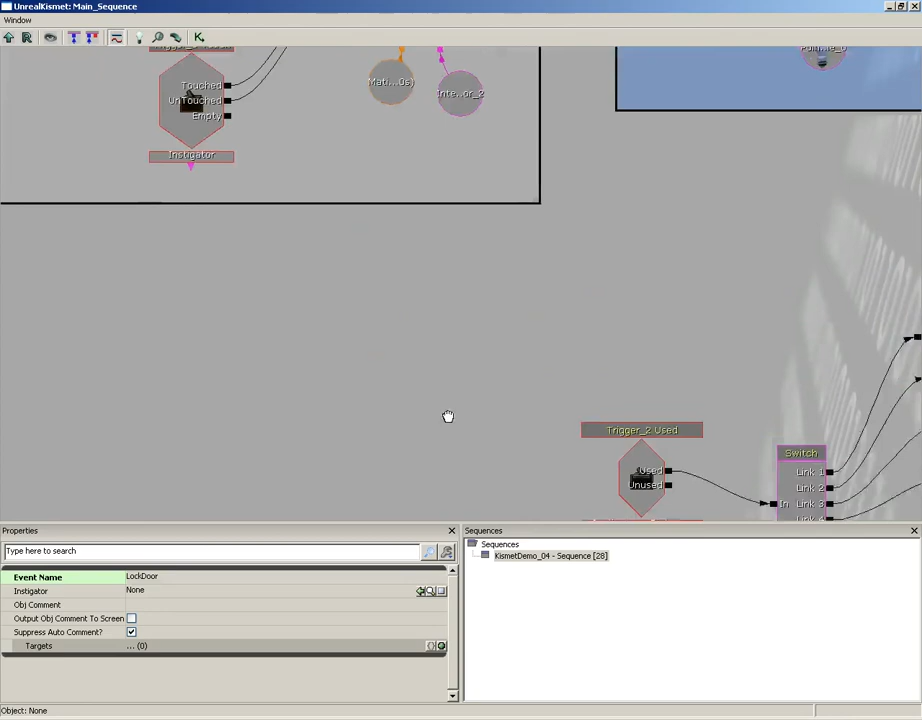 UnrealKismet: Main_Sequence
Window
Touched
UnTouched
Empty
Instigator
Mati...0s)
Inte...or_2
Trigger_2 Used
Used
Unused
Switch
Link 1
Link 2
In Link 3
Properties
Sequences
Type here to search
Sequences
KismetDemo_04 - Sequence [28]
Event Name LockDoor
Instigator None
Obj Comment
Output Obj Comment To Screen
Suppress Auto Comment?
Targets ... (0)
Object: None